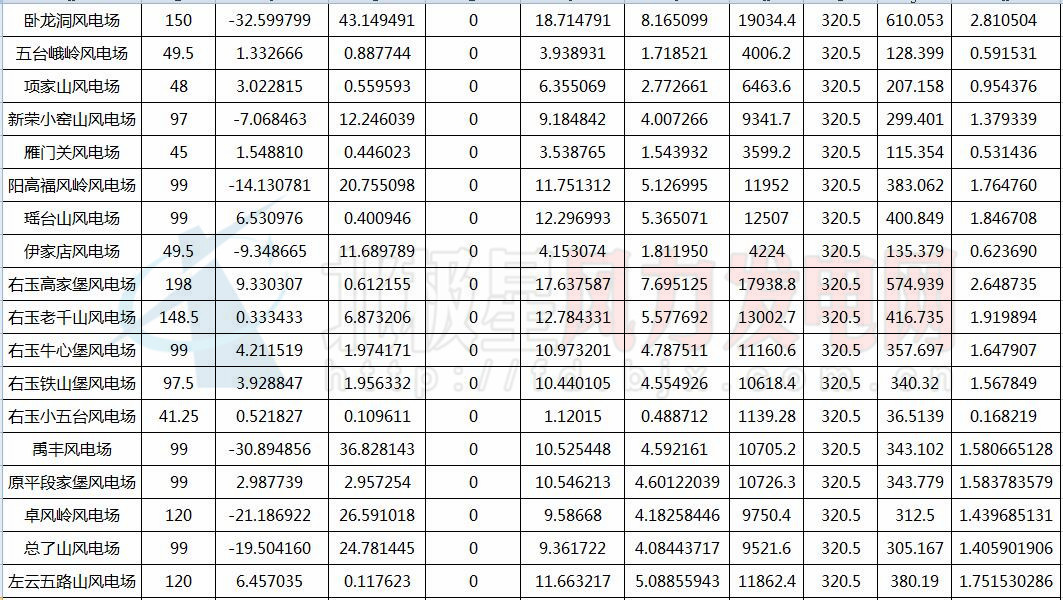 卧龙洞风电场 150 -32.599799 43.149491 0 18.714791 8.165099 19034.4 320.5 610.053 2.810504
五台峨岭风电场 49.5 1.332666 0.887744 0 3.938931 1.718521 4006.2 320.5 128.399 0.591531
项家山风电场 48 3.022815 0.559593 0 6.355069 2.772661 6463.6 320.5 207.158 0.954376
新荣小窑山风电场 97 -7.068463 12.246039 0 9.184842 4.007266 9341.7 320.5 299.401 1.379339
雁门关风电场 45 1.548810 0.446023 0 3.538765 1.543932 3599.2 320.5 115.354 0.531436
阳高福风岭风电场 99 -14.130781 20.755098 0 11.751312 5.126995 11952 320.5 383.062 1.764760
瑶台山风电场 99 6.530976 0.400946 0 12.296993 5.365071 12507 320.5 400.849 1.846708
伊家店风电场 49.5 -9.348665 11.689789 0 4.153074 1.811950 4224 320.5 135.379 0.623690
右玉高家堡风电场 198 9.330307 0.612155 0 17.637587 7.695125 17938.8 320.5 574.939 2.648735
右玉老千山风电场 148.5 0.333433 6.873206 0 12.784331 5.577692 13002.7 320.5 416.735 1.919894
右玉牛心堡风电场 99 4.211519 1.974171 0 10.973201 4.787511 11160.6 320.5 357.697 1.647907
右玉铁山堡风电场 97.5 3.928847 1.956332 0 10.440105 4.554926 10618.4 320.5 340.32 1.567849
右玉小五台风电场 41.25 0.521827 0.109611 0 1.12015 0.488712 1139.28 320.5 36.5139 0.168219
禹丰风电场 99 -30.894856 36.828143 0 10.525448 4.592161 10705.2 320.5 343.102 1.580665128
原平段家堡风电场 99 2.987739 2.957254 0 10.546213 4.60122039 10726.3 320.5 343.779 1.583783579
卓风岭风电场 120 -21.186922 26.591018 0 9.58668 4.18258446 9750.4 320.5 312.5 1.439685131
总了山风电场 99 -19.504160 24.781445 0 9.361722 4.08443717 9521.6 320.5 305.167 1.405901906
左云五路山风电场 120 6.457035 0.117623 0 11.663217 5.08855943 11862.4 320.5 380.19 1.751530286
北极星风力发电网
http://fd.bjx.com.cn